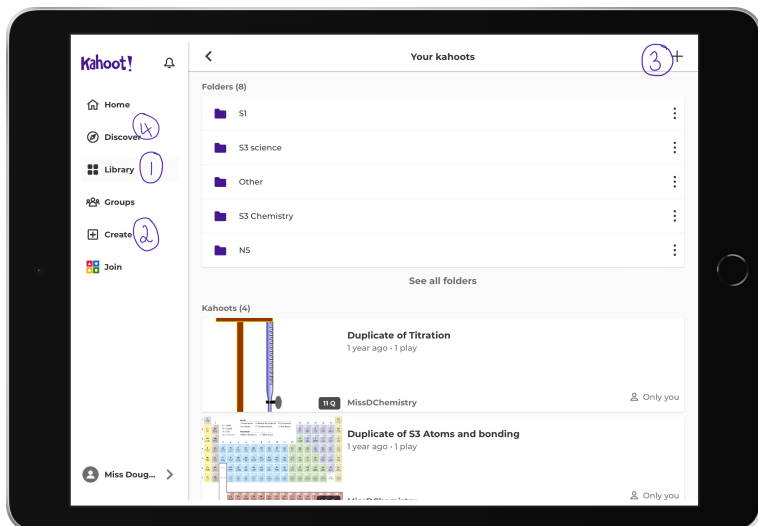 Kahoot!
Your kahoots
3
Home
Discover
4
Library
1
Groups
Create
2
Join
Miss Doug...
Folders (8)
S1
S3 science
Other
S3 Chemistry
N5
See all folders
Kahoots (4)
Duplicate of Titration
1 year ago · 1 play
11 Q
MissDChemistry
Only you
Duplicate of S3 Atoms and bonding
1 year ago · 1 play
MissDChemistry
Only you